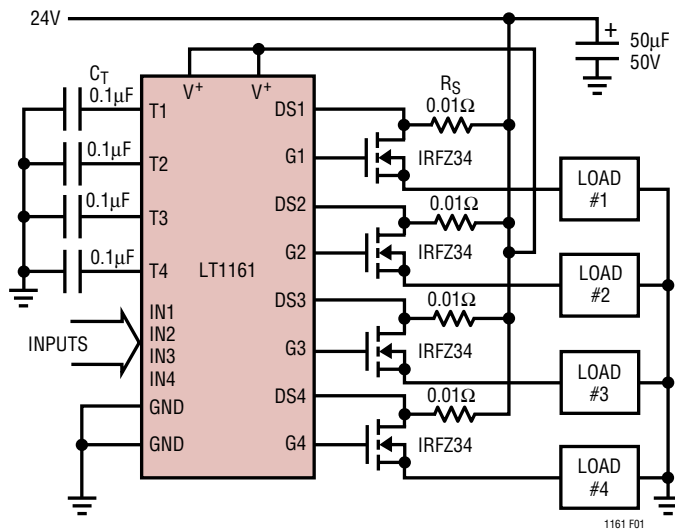 24V
+
50µF
50V
CT
0.1µF
T1
V+
V+
DS1
RS
0.01Ω
0.1µF
T2
G1
IRFZ34
LOAD
#1
0.1µF
T3
DS2
0.01Ω
G2
IRFZ34
LOAD
#2
0.1µF
T4
LT1161
DS3
0.01Ω
INPUTS
IN1
IN2
IN3
IN4
G3
IRFZ34
LOAD
#3
GND
DS4
0.01Ω
GND
G4
IRFZ34
LOAD
#4
1161 F01